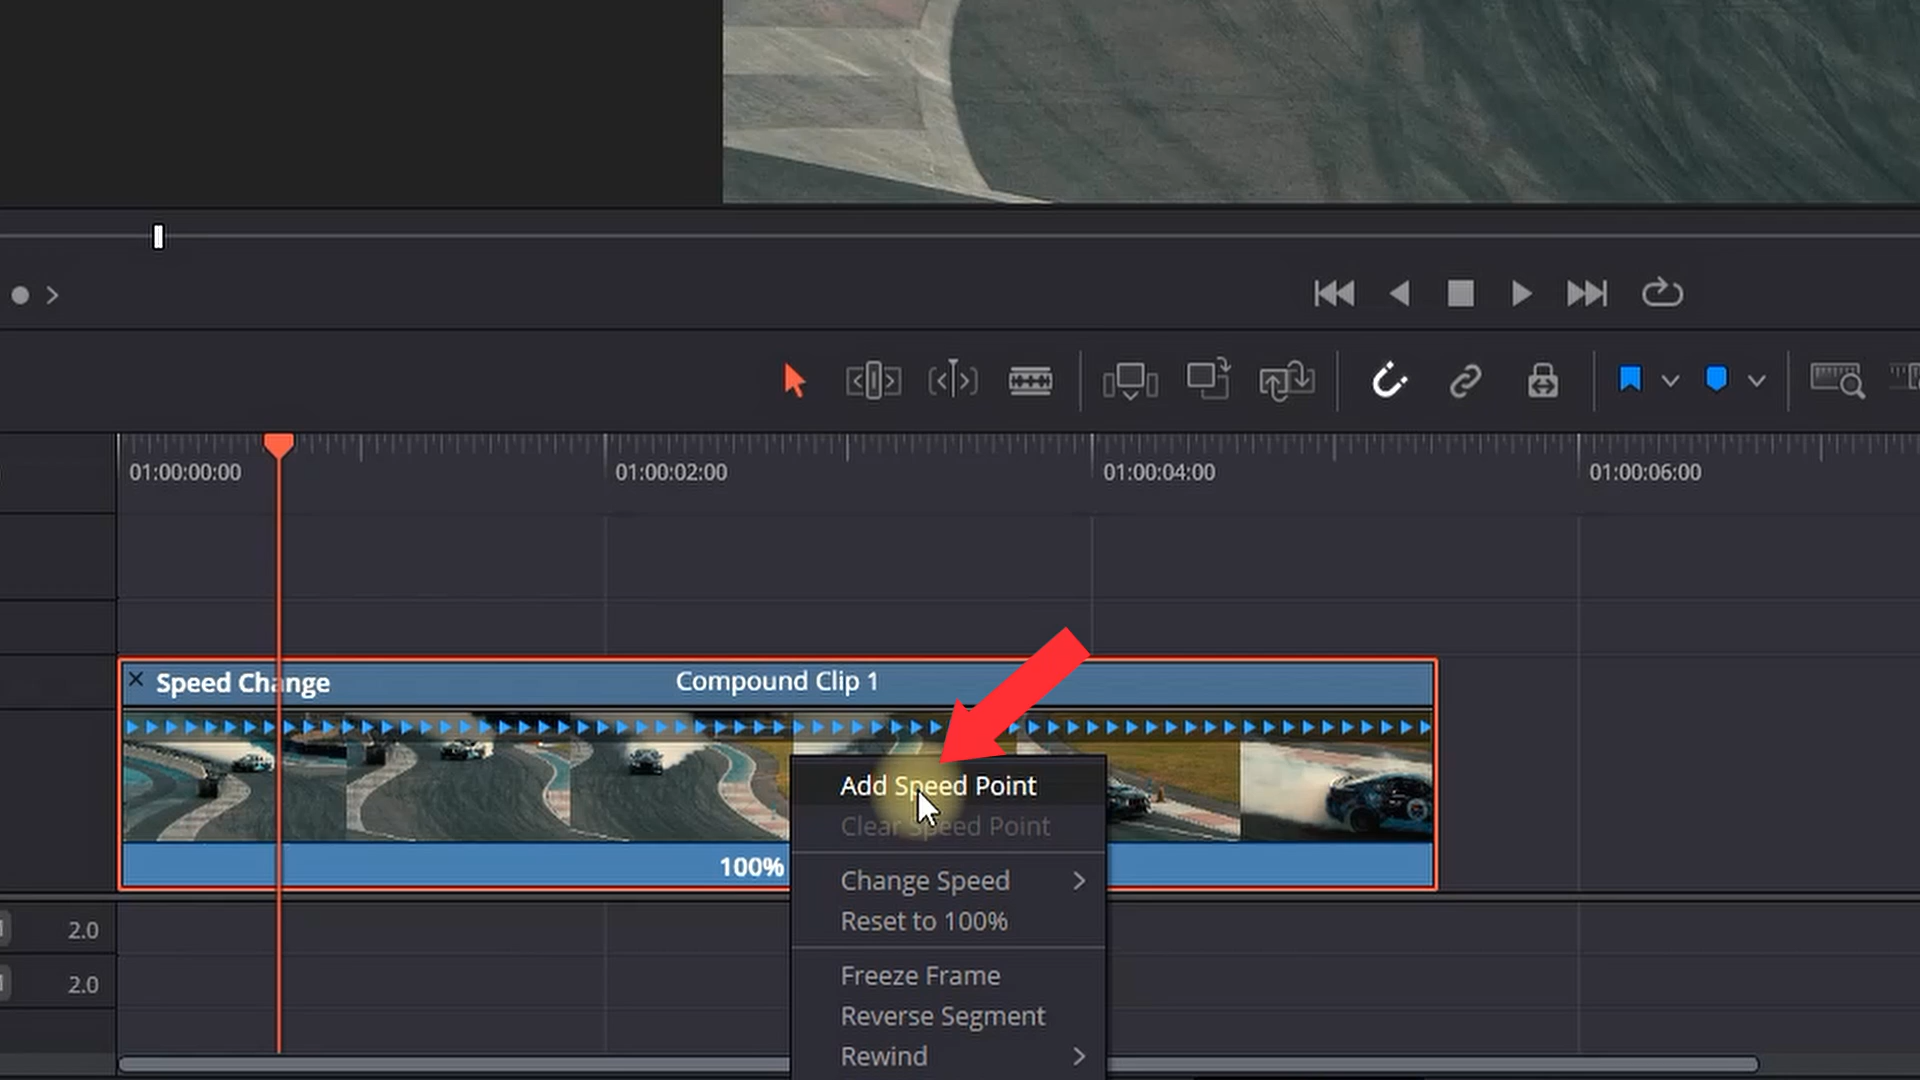 01:00:00:00
01:00:02:00
01:00:04:00
01:00:06:00
Speed Change
Compound Clip 1
Add Speed Point
Clear Speed Point
100%
Change Speed
Reset to 100%
2.0
Freeze Frame
2.0
Reverse Segment
Rewind